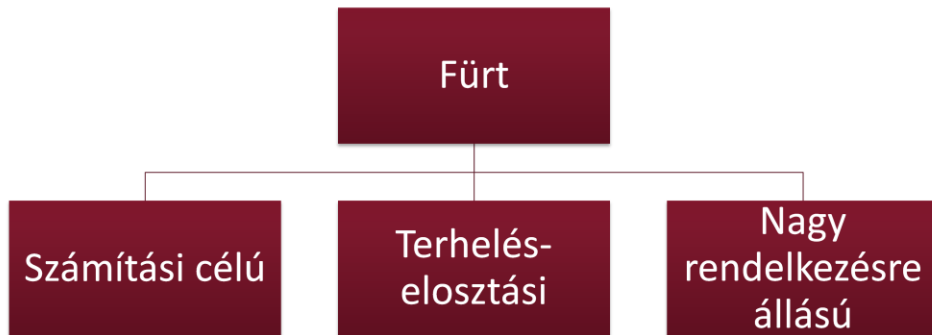 Fürt
Számítási célú
Terhelés-
elosztási
Nagy
rendelkezésre
állású